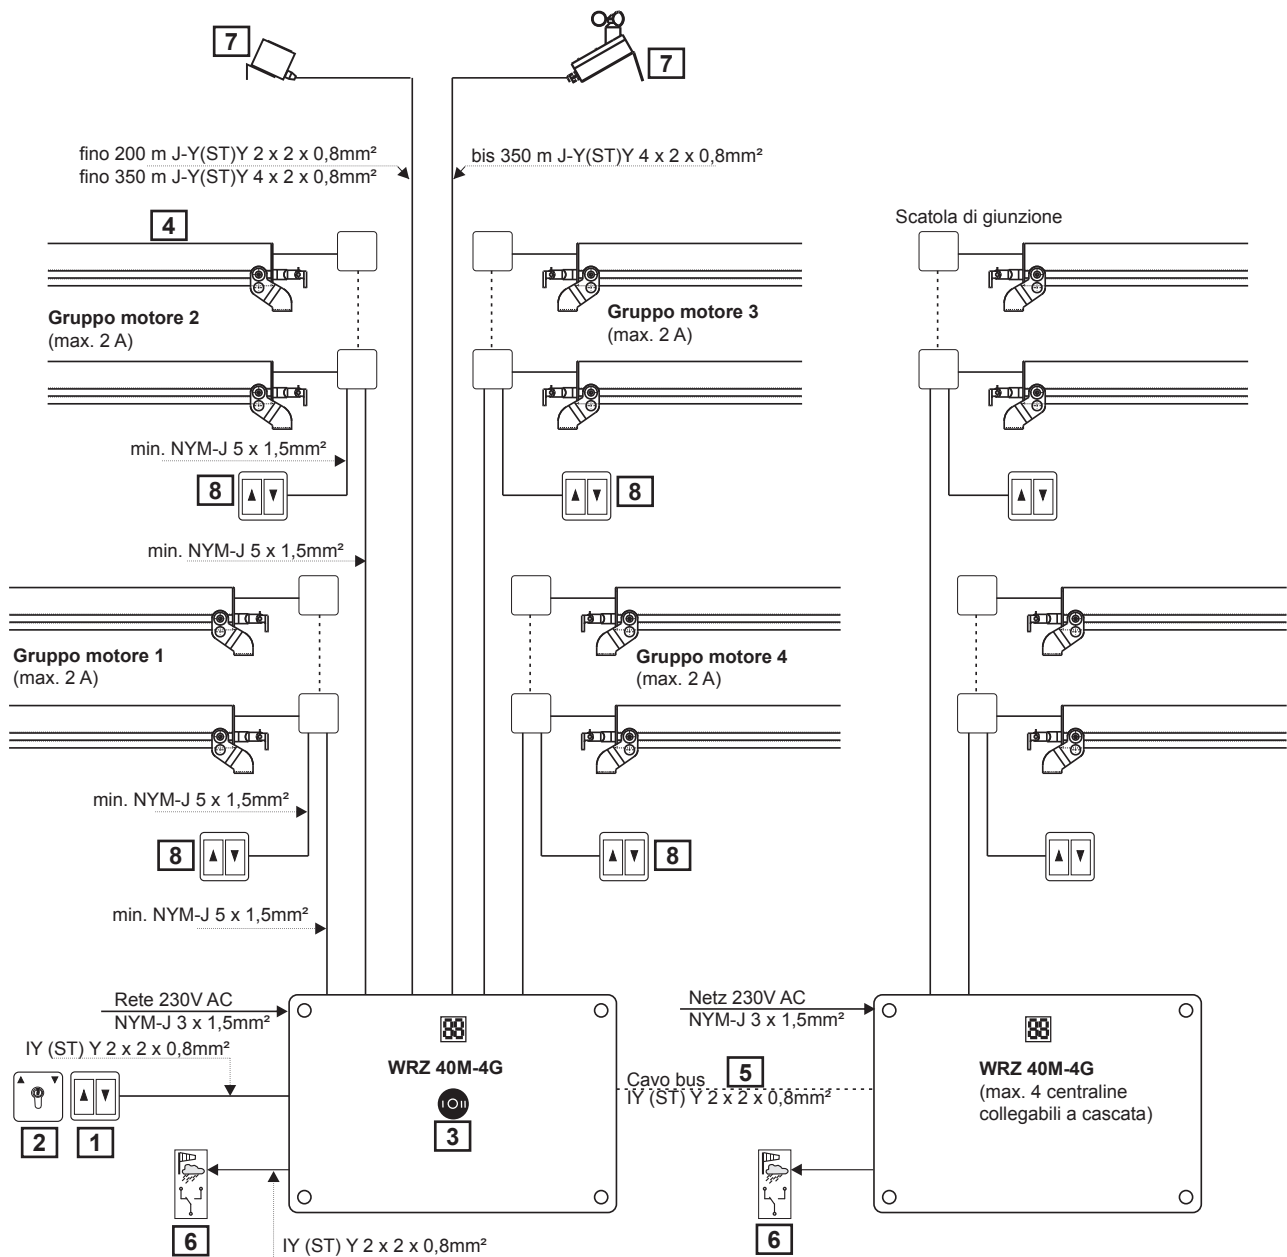 7
7
fino 200 m J-Y(ST)Y 2 x 2 x 0,8mm²
fino 350 m J-Y(ST)Y 4 x 2 x 0,8mm²
bis 350 m J-Y(ST)Y 4 x 2 x 0,8mm²
4
Scatola di giunzione
Gruppo motore 2
(max. 2 A)
Gruppo motore 3
(max. 2 A)
min. NYM-J 5 x 1,5mm²
8
8
min. NYM-J 5 x 1,5mm²
Gruppo motore 1
(max. 2 A)
Gruppo motore 4
(max. 2 A)
min. NYM-J 5 x 1,5mm²
8
8
min. NYM-J 5 x 1,5mm²
Rete 230V AC
NYM-J 3 x 1,5mm²
Netz 230V AC
NYM-J 3 x 1,5mm²
88
88
IY (ST) Y 2 x 2 x 0,8mm²
WRZ 40M-4G
WRZ 40M-4G
(max. 4 centraline
collegabili a cascata)
Cavo bus
5
IY (ST) Y 2 x 2 x 0,8mm²
I O II
2
1
3
6
6
IY (ST) Y 2 x 2 x 0,8mm²